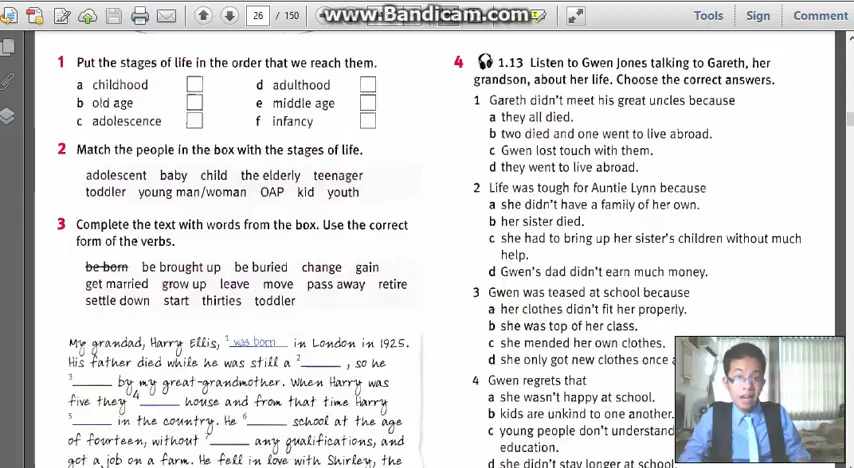 26 / 150
www.Bandicam.com
Tools
Sign
Comment
1 Put the stages of life in the order that we reach them.
a childhood
d adulthood
b old age
e middle age
c adolescence
f infancy
2 Match the people in the box with the stages of life.
adolescent baby child the elderly teenager
toddler young man/woman OAP kid youth
3 Complete the text with words from the box. Use the correct
form of the verbs.
be born be brought up be buried change gain
get married grow up leave move pass away retire
settle down start thirties toddler
My grandad, Harry Ellis, 1 was born in London in 1925.
His father died while he was still a 2 ______ , so he
3 ______ by my great-grandmother. When Harry was
five they 4 ______ house and from that time Harry
5 ______ in the country. He 6 ______ school at the age
of fourteen, without 7 ______ any qualifications, and
got a job on a farm. He fell in love with Shirley, the
4 1.13 Listen to Gwen Jones talking to Gareth, her
grandson, about her life. Choose the correct answers.
1 Gareth didn't meet his great uncles because
a they all died.
b two died and one went to live abroad.
c Gwen lost touch with them.
d they went to live abroad.
2 Life was tough for Auntie Lynn because
a she didn't have a family of her own.
b her sister died.
c she had to bring up her sister's children without much
help.
d Gwen's dad didn't earn much money.
3 Gwen was teased at school because
a her clothes didn't fit her properly.
b she was top of her class.
c she mended her own clothes.
d she only got new clothes once
4 Gwen regrets that
a she wasn't happy at school.
b kids are unkind to one another.
c young people don't understand
education.
d she didn't stay longer at school.